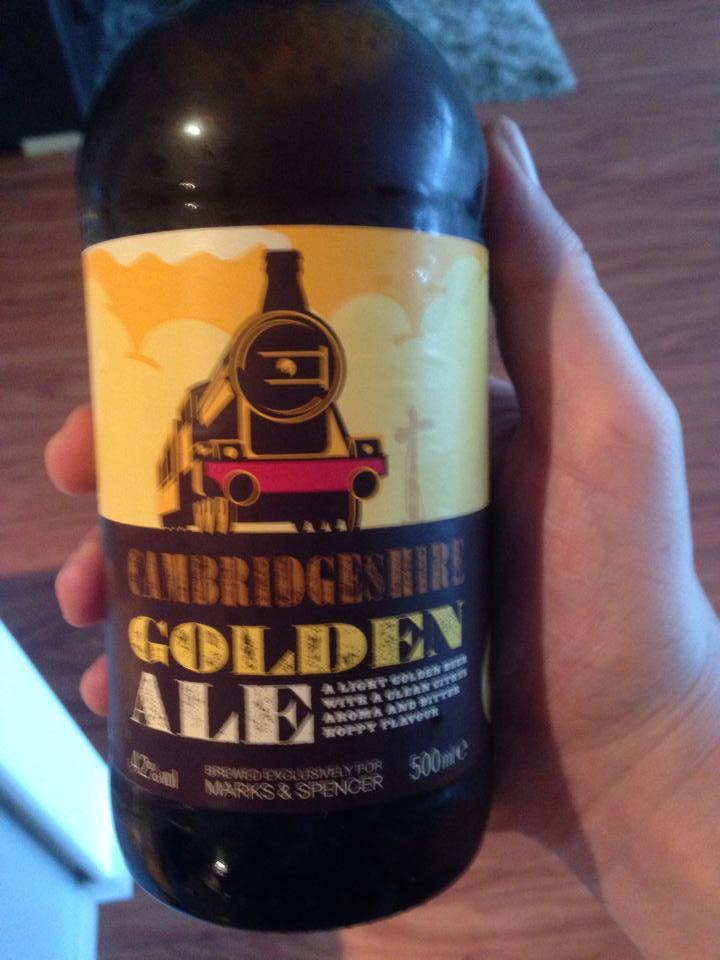 CAMBRIDGESHIRE
GOLDEN
ALE
A LIGHT GOLDEN BEER
WITH A CLEAN CITRUS
AROMA AND BITTER
HOPPY FLAVOUR
4.2% vol
BREWED EXCLUSIVELY FOR
MARKS & SPENCER
500ml e